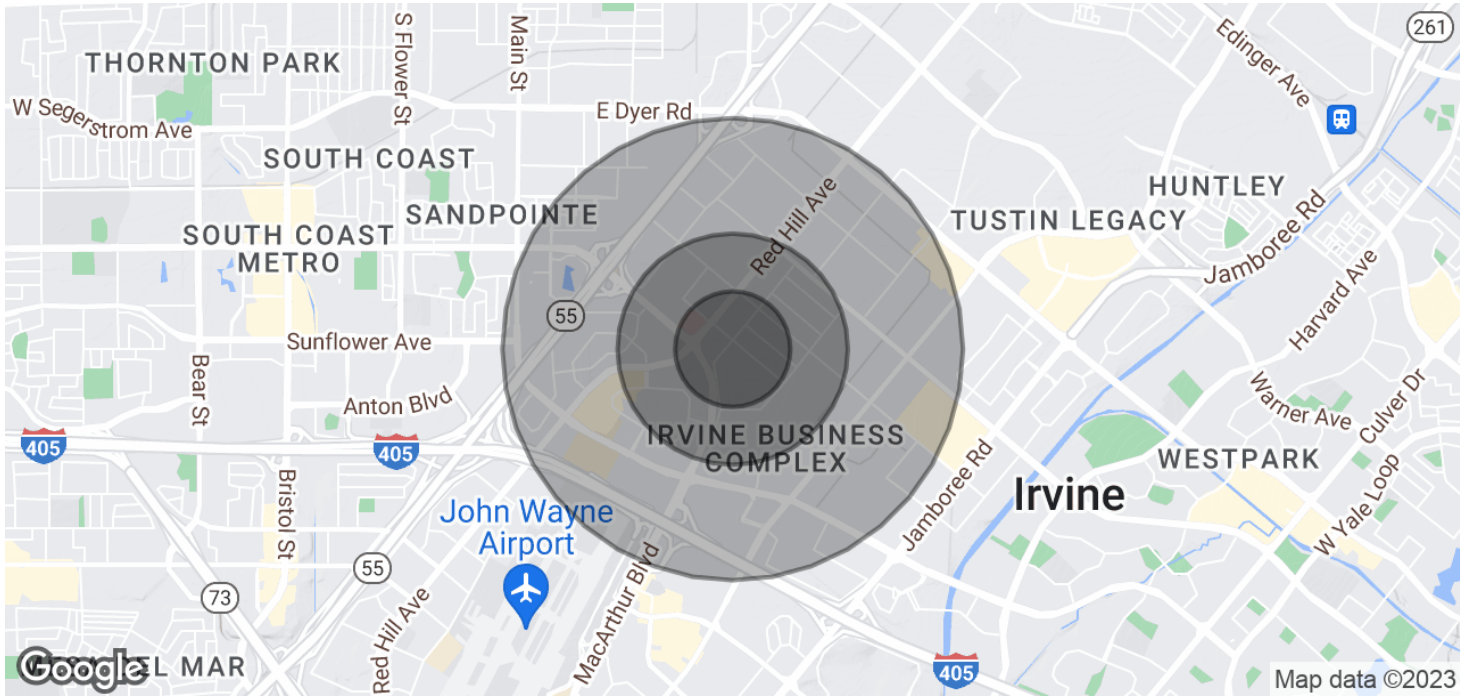 261
THORNTON PARK
S Flower St
Main St
Edinger Ave
W Segerstrom Ave
E Dyer Rd
SOUTH COAST
HUNTLEY
SANDPOINTE
Red Hill Ave
TUSTIN LEGACY
SOUTH COAST
METRO
Jamboree Rd
Harvard Ave
55
Sunflower Ave
Bear St
Anton Blvd
Warner Ave
Culver Dr
405
405
IRVINE BUSINESS
COMPLEX
WESTPARK
Bristol St
Irvine
Jamboree Rd
W Yale Loop
John Wayne
Airport
MacArthur Blvd
55
73
Red Hill Ave
DEL MAR
Google
405
Map data ©2023